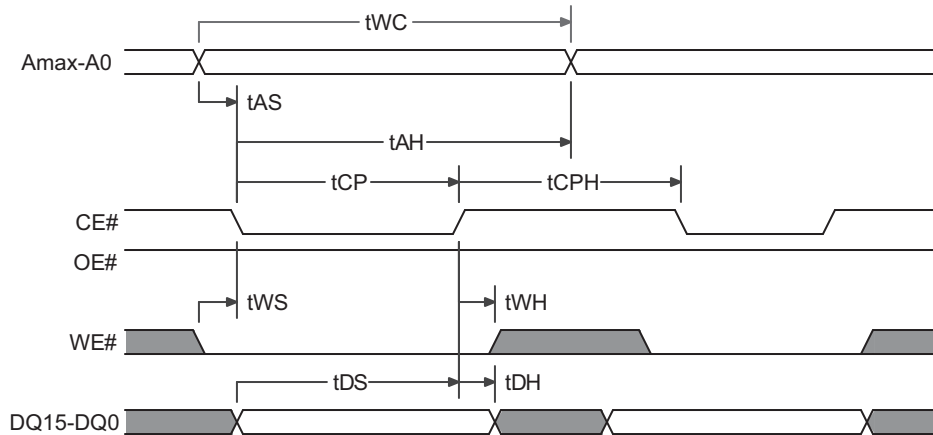 tWC
Amax-A0
tAS
tAH
tCP
tCPH
CE#
OE#
tWS
tWH
WE#
tDS
tDH
DQ15-DQ0